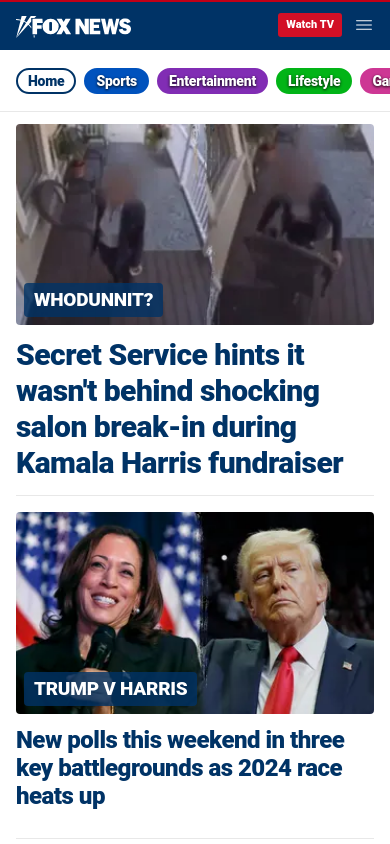 FOX NEWS
Watch TV
Home
Sports
Entertainment
Lifestyle
WHODUNNIT?
Secret Service hints it
wasn't behind shocking
salon break-in during
Kamala Harris fundraiser
TRUMP V HARRIS
New polls this weekend in three
key battlegrounds as 2024 race
heats up